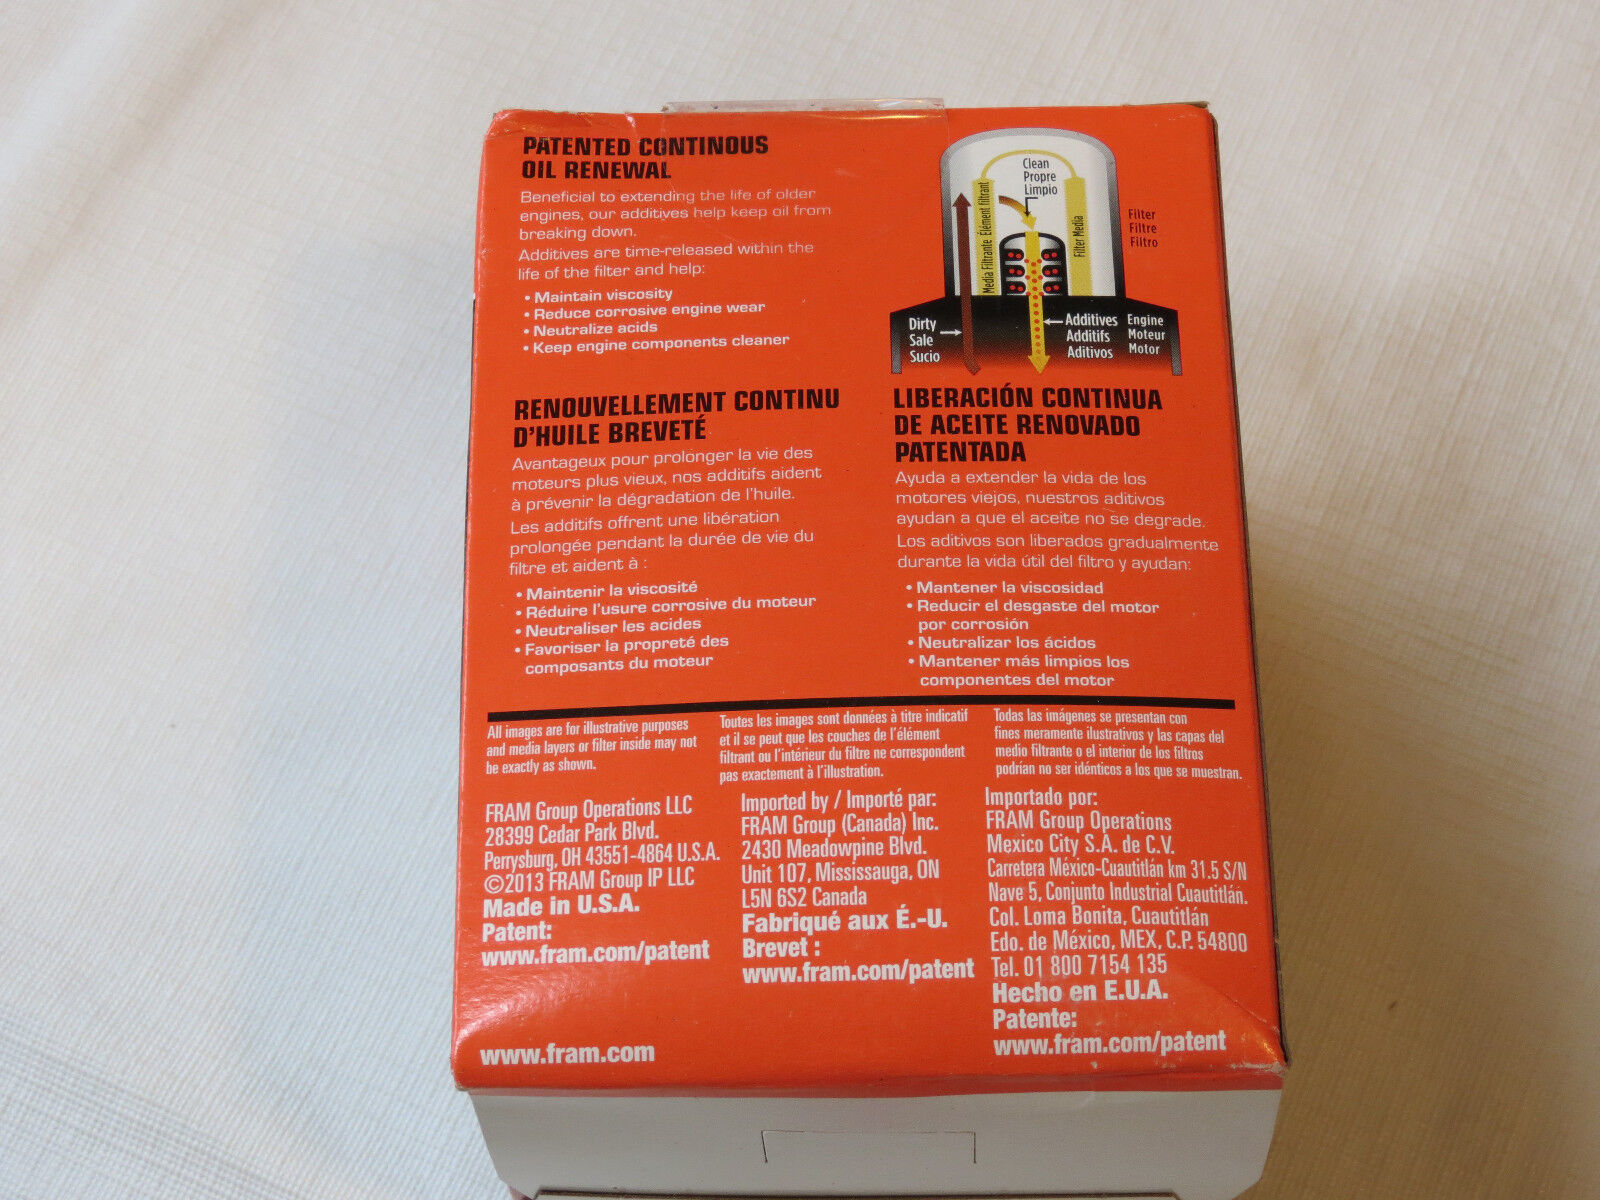 PATENTED CONTINOUS
OIL RENEWAL
Beneficial to extending the life of older
engines, our additives help keep oil from
breaking down.
Additives are time-released within the
life of the filter and help:
• Maintain viscosity
• Reduce corrosive engine wear
• Neutralize acids
• Keep engine components cleaner
Clean
Propre
Limpio
Media Filtrante Élément filtrant
Filter Media
Filter
Filtre
Filtro
Dirty
Sale
Sucio
Additives
Additifs
Aditivos
Engine
Moteur
Motor
RENOUVELLEMENT CONTINU
D'HUILE BREVETÉ
Avantageux pour prolonger la vie des
moteurs plus vieux, nos additifs aident
à prévenir la dégradation de l'huile.
Les additifs offrent une libération
prolongée pendant la durée de vie du
filtre et aident à :
• Maintenir la viscosité
• Réduire l'usure corrosive du moteur
• Neutraliser les acides
• Favoriser la propreté des
composants du moteur
LIBERACIÓN CONTINUA
DE ACEITE RENOVADO
PATENTADA
Ayuda a extender la vida de los
motores viejos, nuestros aditivos
ayudan a que el aceite no se degrade.
Los aditivos son liberados gradualmente
durante la vida útil del filtro y ayudan:
• Mantener la viscosidad
• Reducir el desgaste del motor
por corrosión
• Neutralizar los ácidos
• Mantener más limpios los
componentes del motor
All images are for illustrative purposes
and media layers or filter inside may not
be exactly as shown.
Toutes les images sont données à titre indicatif
et il se peut que les couches de l'élément
filtrant ou l'intérieur du filtre ne correspondent
pas exactement à l'illustration.
Todas las imágenes se presentan con
fines meramente ilustrativos y las capas del
medio filtrante o el interior de los filtros
podrían no ser idénticos a los que se muestran.
FRAM Group Operations LLC
28399 Cedar Park Blvd.
Perrysburg, OH 43551-4864 U.S.A.
©2013 FRAM Group IP LLC
Made in U.S.A.
Patent:
www.fram.com/patent
Imported by / Importé par:
FRAM Group (Canada) Inc.
2430 Meadowpine Blvd.
Unit 107, Mississauga, ON
L5N 6S2 Canada
Fabriqué aux É.-U.
Brevet :
www.fram.com/patent
Importado por:
FRAM Group Operations
Mexico City S.A. de C.V.
Carretera México-Cuautitlán km 31.5 S/N
Nave 5, Conjunto Industrial Cuautitlán.
Col. Loma Bonita, Cuautitlán
Edo. de México, MEX, C.P. 54800
Tel. 01 800 7154 135
Hecho en E.U.A.
Patente:
www.fram.com/patent
www.fram.com